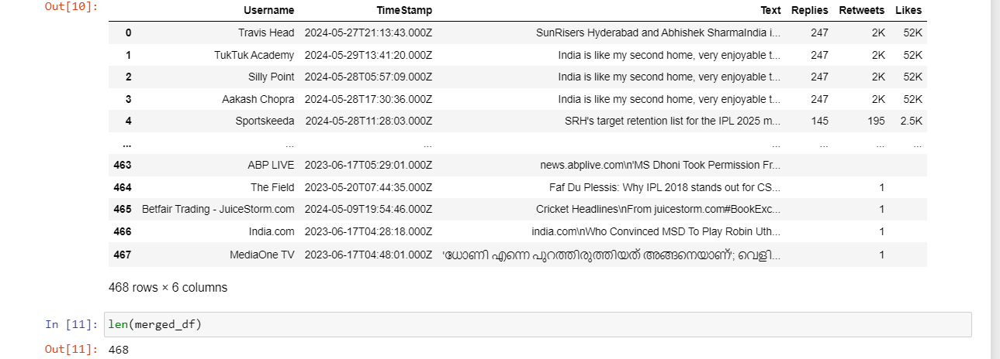 Out[10]:
Username TimeStamp Text Replies Retweets Likes
0 Travis Head 2024-05-27T21:13:43.000Z SunRisers Hyderabad and Abhishek SharmaIndia i... 247 2K 52K
1 TukTuk Academy 2024-05-29T13:41:20.000Z India is like my second home, very enjoyable t... 247 2K 52K
2 Silly Point 2024-05-28T05:57:09.000Z India is like my second home, very enjoyable t... 247 2K 52K
3 Aakash Chopra 2024-05-28T17:30:36.000Z India is like my second home, very enjoyable t... 247 2K 52K
4 Sportskeeda 2024-05-28T11:28:03.000Z SRH's target retention list for the IPL 2025 m... 145 195 2.5K
... ... ... ... ... ... ...
463 ABP LIVE 2023-06-17T05:29:01.000Z news.abplive.com\n'MS Dhoni Took Permission Fr...
464 The Field 2023-05-20T07:44:35.000Z Faf Du Plessis: Why IPL 2018 stands out for CS... 1
465 Betfair Trading - JuiceStorm.com 2024-05-09T19:54:46.000Z Cricket Headlines\nFrom juicestorm.com#BookExc... 1
466 India.com 2023-06-17T04:28:18.000Z india.com\nWho Convinced MSD To Play Robin Uth... 1
467 MediaOne TV 2023-06-17T04:48:01.000Z 'ധോണി എന്നെ പുറത്തിരുത്തിയത് അങ്ങനെയാണ്'; വെളി... 1
468 rows × 6 columns
In [11]: len(merged_df)
Out[11]: 468